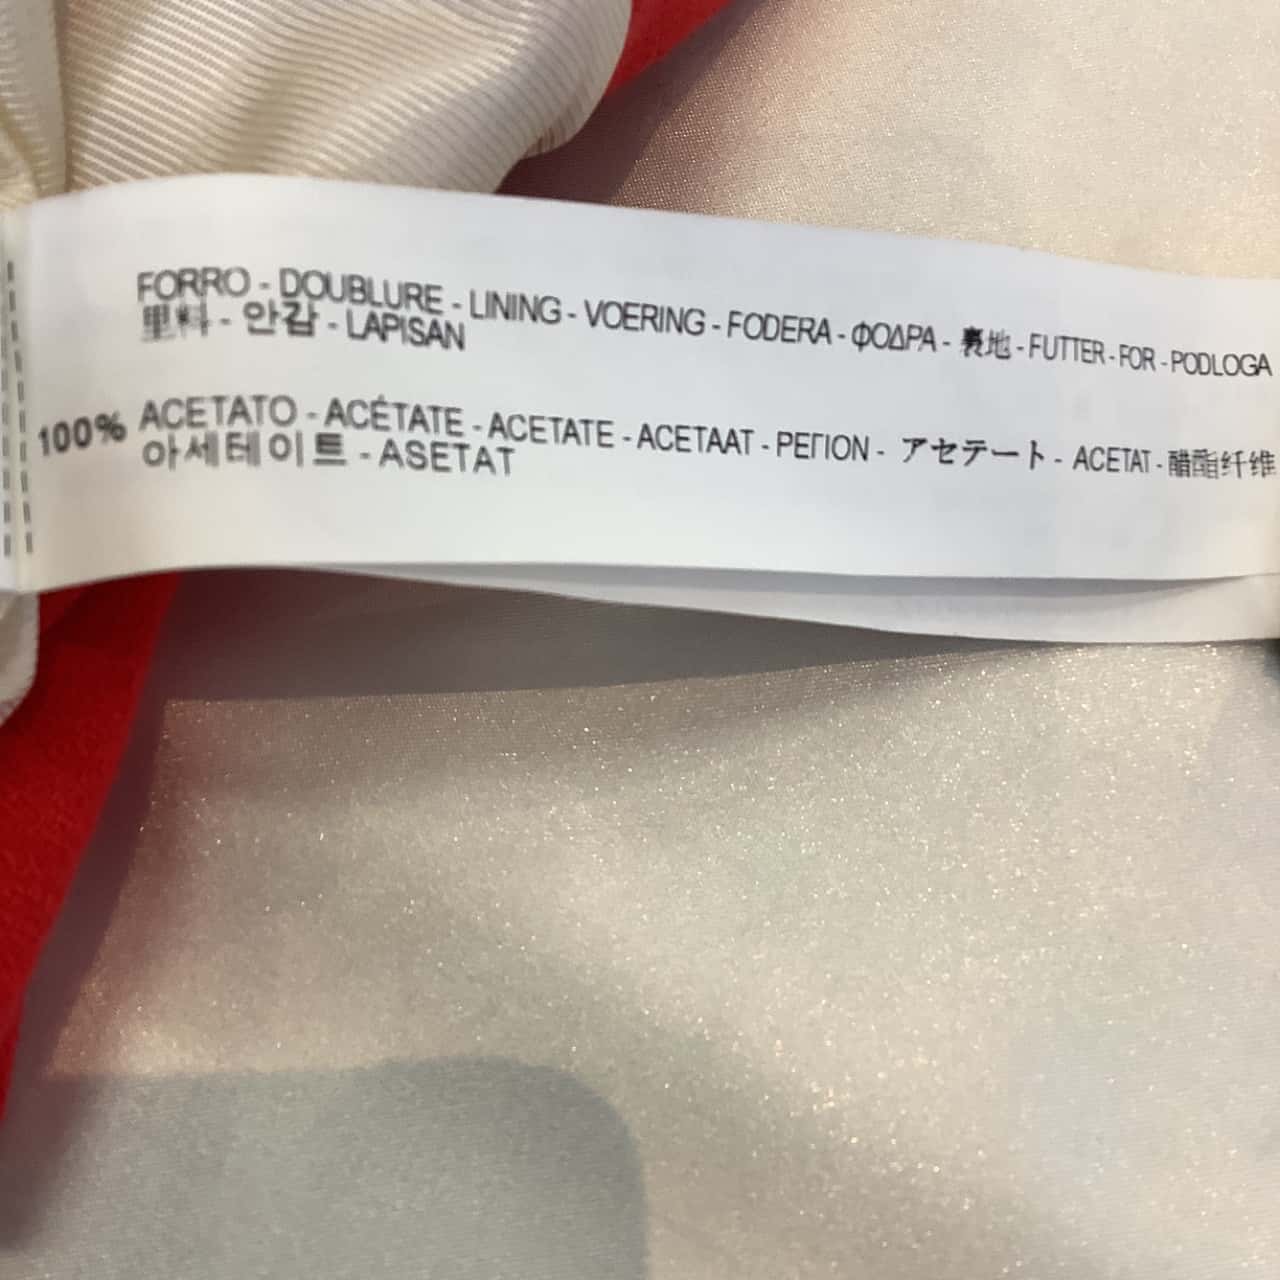 FORRO - DOUBLURE - LINING - VOERING - FODERA - ΦΟΔΡΑ - 裏地 - FUTTER - FOR - PODLOGA
里料 - 안감 - LAPISAN
100% ACETATO - ACÉTATE - ACETATE - ACETAAT - ΡΕΓΙΟΝ - アセテート - ACETAT - 醋酯纤维
아세테이트 - ASETAT